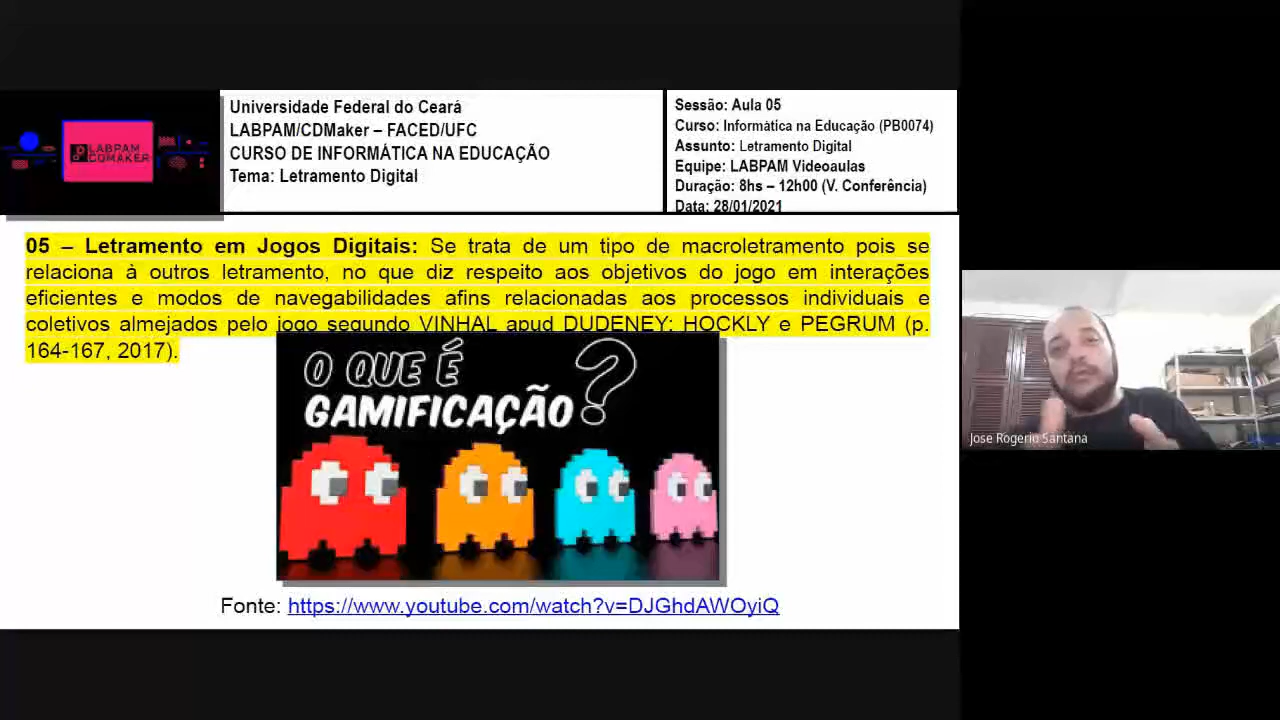 LABPAM
CDMAKER
Universidade Federal do Ceará
LABPAM/CDMaker – FACED/UFC
CURSO DE INFORMÁTICA NA EDUCAÇÃO
Tema: Letramento Digital
Sessão: Aula 05
Curso: Informática na Educação (PB0074)
Assunto: Letramento Digital
Equipe: LABPAM Videoaulas
Duração: 8hs – 12h00 (V. Conferência)
Data: 28/01/2021
05 – Letramento em Jogos Digitais: Se trata de um tipo de macroletramento pois se
relaciona à outros letramento, no que diz respeito aos objetivos do jogo em interações
eficientes e modos de navegabilidades afins relacionadas aos processos individuais e
coletivos almejados pelo jogo segundo VINHAL apud DUDENEY; HOCKLY e PEGRUM (p.
164-167, 2017).
O QUE É
GAMIFICAÇÃO?
Fonte: https://www.youtube.com/watch?v=DJGhdAWOyiQ
Jose Rogerio Santana